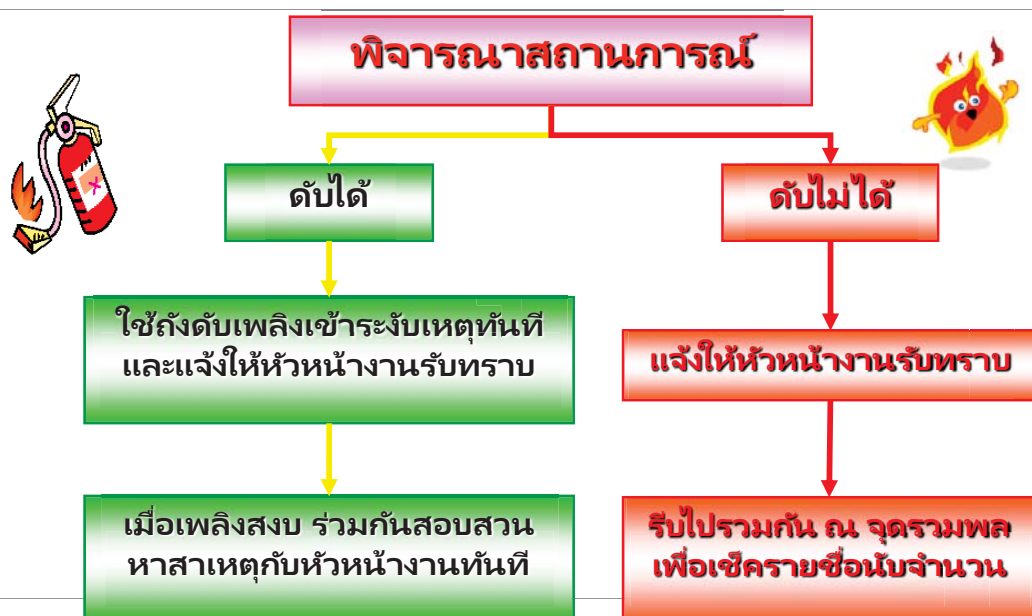 พิจารณาสถานการณ์
ดับได้
ดับไม่ได้
ใช้ถังดับเพลิงเข้าระงับเหตุทันที
และแจ้งให้หัวหน้างานรับทราบ
แจ้งให้หัวหน้างานรับทราบ
เมื่อเพลิงสงบ ร่วมกันสอบสวน
หาสาเหตุกับหัวหน้างานทันที
รีบไปรวมกัน ณ จุดรวมพล
เพื่อเช็ครายชื่อนับจำนวน